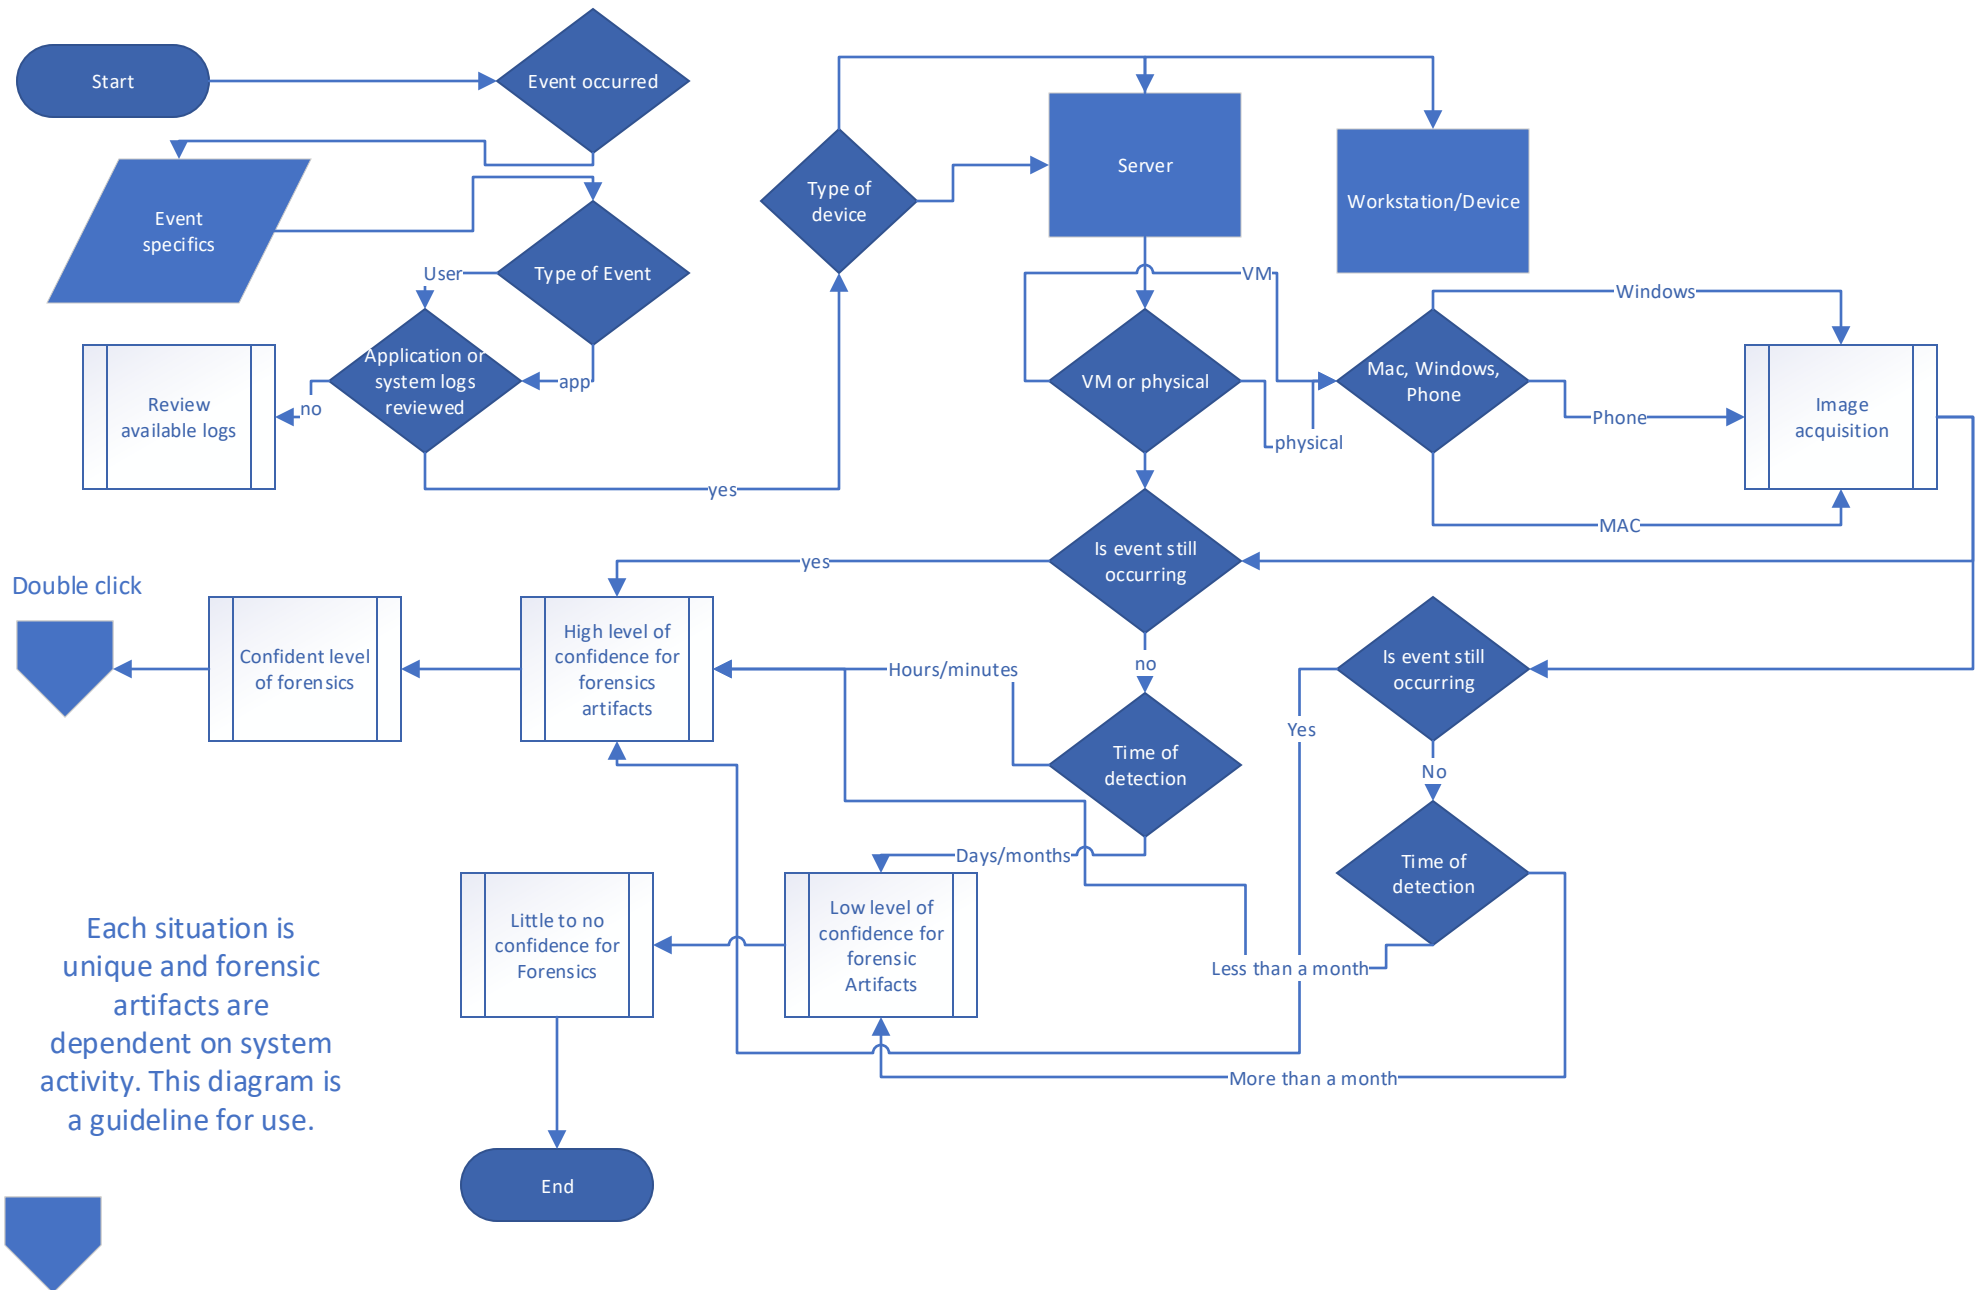 Start
Event occurred
Event
specifics
Type of Event
User
app
Application or
system logs
reviewed
no
Review
available logs
yes
Type of
device
Server
Workstation/Device
VM
VM or physical
physical
Mac, Windows,
Phone
Windows
Phone
MAC
Image
acquisition
Is event still
occurring
yes
no
Double click
Confident level
of forensics
High level of
confidence for
forensics
artifacts
Hours/minutes
Time of
detection
Days/months
Is event still
occurring
Yes
No
Time of
detection
Less than a month
More than a month
Low level of
confidence for
forensic
Artifacts
Little to no
confidence for
Forensics
End
Each situation is
unique and forensic
artifacts are
dependent on system
activity. This diagram is
a guideline for use.